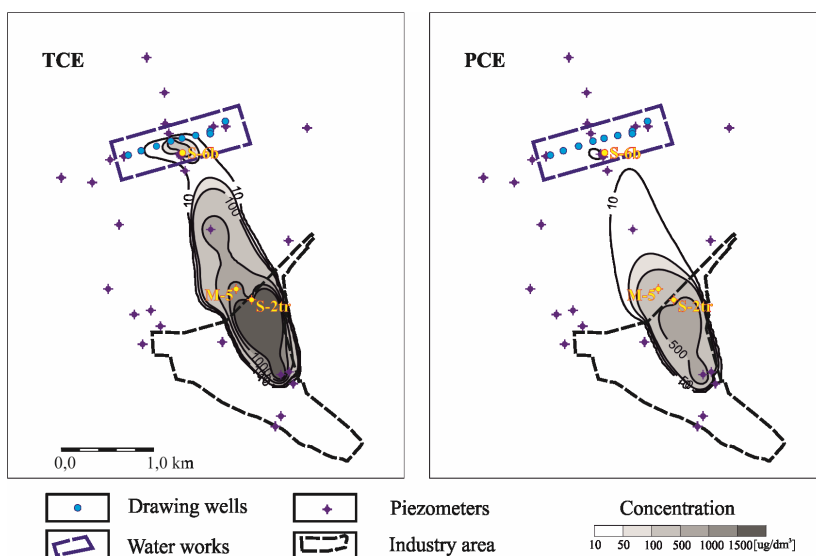 TCE
S-6b
10
10
100
M-5
S-2tr
1000
0,0 1,0 km
PCE
S-6b
10
M-5
S-2tr
500
50
Drawing wells
Piezometers
Concentration
Water works
Industry area
10 50 100 500 1000 1500 [ug/dm³]